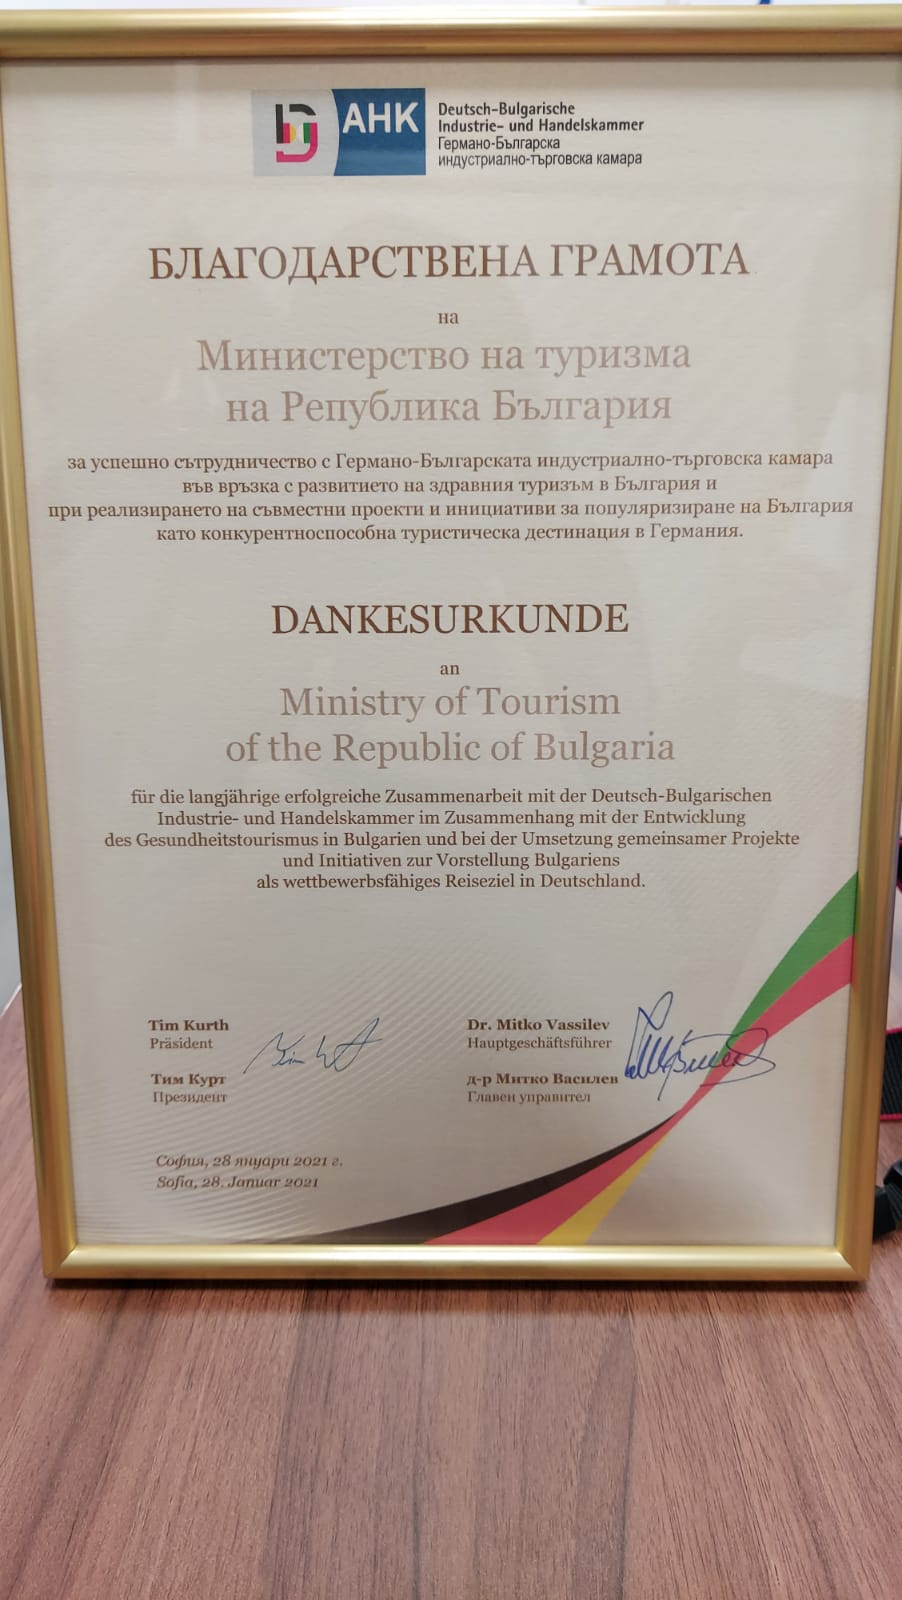 АНК
Deutsch-Bulgarische
Industrie- und Handelskammer
Германо-Българска
индустриално-търговска камара
БЛАГОДАРСТВЕНА ГРАМОТА
на
Министерство на туризма
на Република България
за успешно сътрудничество с Германо-Българската индустриално-търговска камара
във връзка с развитието на здравния туризъм в България и
при реализирането на съвместни проекти и инициативи за популяризиране на България
като конкурентноспособна туристическа дестинация в Германия.
DANKESURKUNDE
an
Ministry of Tourism
of the Republic of Bulgaria
für die langjährige erfolgreiche Zusammenarbeit mit der Deutsch-Bulgarischen
Industrie- und Handelskammer im Zusammenhang mit der Entwicklung
des Gesundheitstourismus in Bulgarien und bei der Umsetzung gemeinsamer Projekte
und Initiativen zur Vorstellung Bulgariens
als wettbewerbsfähiges Reiseziel in Deutschland.
Tim Kurth
Präsident
Тим Курт
Президент
Dr. Mitko Vassilev
Hauptgeschäftsführer
д-р Митко Василев
Главен управител
София, 28 януари 2021 г.
Sofia, 28. Januar 2021